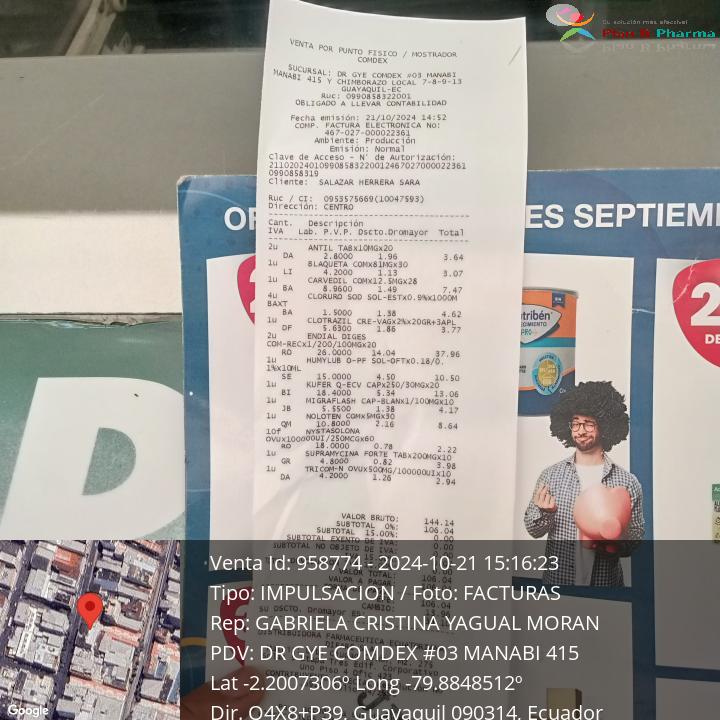 Su solución más efectiva!
Plus & Pharma
VENTA POR PUNTO FISICO / MOSTRADOR
COMDEX
SUCURSAL: DR GYE COMDEX #03 MANABI
MANABI 415 Y CHIMBORAZO LOCAL 7-8-9-13
GUAYAQUIL-EC
Ruc: 0990858322001
OBLIGADO A LLEVAR CONTABILIDAD
Fecha emisión: 21/10/2024 14:52
COMP. FACTURA ELECTRONICA No:
467-027-000022361
Ambiente: Producción
Emisión: Normal
Clave de Acceso - N° de Autorización:
211020240109908583220012467027000022361
0990858319
Cliente: SALAZAR HERRERA SARA
Ruc / CI: 0953575669(10047593)
Dirección: CENTRO
Cant. Descripción
IVA Lab. P.V.P. Dscto.Dromayor Total
2u ANTIL TABx10MGx20
DA 2.8000 1.96 3.64
1u BLAQUETA COMx81MGx30
LI 4.2000 1.13 3.07
1u CARVEDIL COMx12.5MGx28
BA 8.9600 1.49 7.47
4u CLORURO SOD SOL-ESTx0.9%x1000M
BAXT
BA 1.5000 1.38 4.62
1u CLOTRAZIL CRE-VAGx2%x20GR+3APL
DF 5.6300 1.86 3.77
2u ENDIAL DIGES
COM-RECx1/200/100MGx20
RO 26.0000 14.04 37.96
1u HUMYLUB O-PF SOL-OFTx0.18/0.
1%x10ML
SE 15.0000 4.50 10.50
1u KUFER Q-ECV CAPx250/30MGx20
BI 18.4000 5.34 13.06
1u MIGRAFLASH CAP-BLANx1/100MGx10
JB 5.5500 1.38 4.17
1u NOLOTEN COMx5MGx30
QM 10.8000 2.16 8.64
10f NYSTASOLONA
OVUx100000UI/250MCGx60
RO 18.0000 0.78 2.22
1u SUPRAMYCINA FORTE TABx200MGx10
GR 4.8000 0.82 3.98
1u TRICOM-N OVUx500MG/100000UIx10
DA 4.2000 1.26 2.94
VALOR BRUTO: 144.14
SUBTOTAL 0%: 106.04
SUBTOTAL 15.00%: 0.00
SUBTOTAL EXENTO DE IVA: 0.00
SUBTOTAL NO OBJETO DE IVA: 0.00
VALOR TOTAL: 106.04
VALOR A PAGAR: 106.04
CAMBIO:
SU DSCTO. Dromayor
DISTRIBUIDORA FARMACEUTICA
OF
ES SEPTIEM
2
DE
D
Venta Id: 958774 - 2024-10-21 15:16:23
Tipo: IMPULSACION / Foto: FACTURAS
Rep: GABRIELA CRISTINA YAGUAL MORAN
PDV: DR GYE COMDEX #03 MANABI 415
Lat -2.2007306º Long -79.8848512º
Dir. Q4X8+P39, Guayaquil 090314, Ecuador
Google